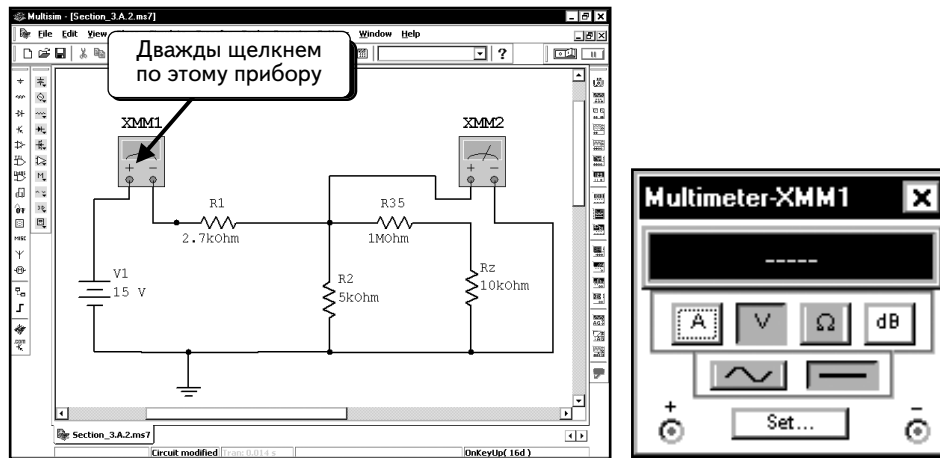 Multisim - [Section_3.A.2.ms7]
File Edit View Window Help
Дважды щелкнем
по этому прибору
?
XMM1
XMM2
R1
2.7kOhm
R35
1MOhm
V1
15 V
R2
5kOhm
Rz
10kOhm
MISC
.com
Section_3.A.2.ms7
Circuit modified Tran: 0.014 s OnKeyUp( 16d )
Multimeter-XMM1 X
-----
A V Ω dB
+ Set... -